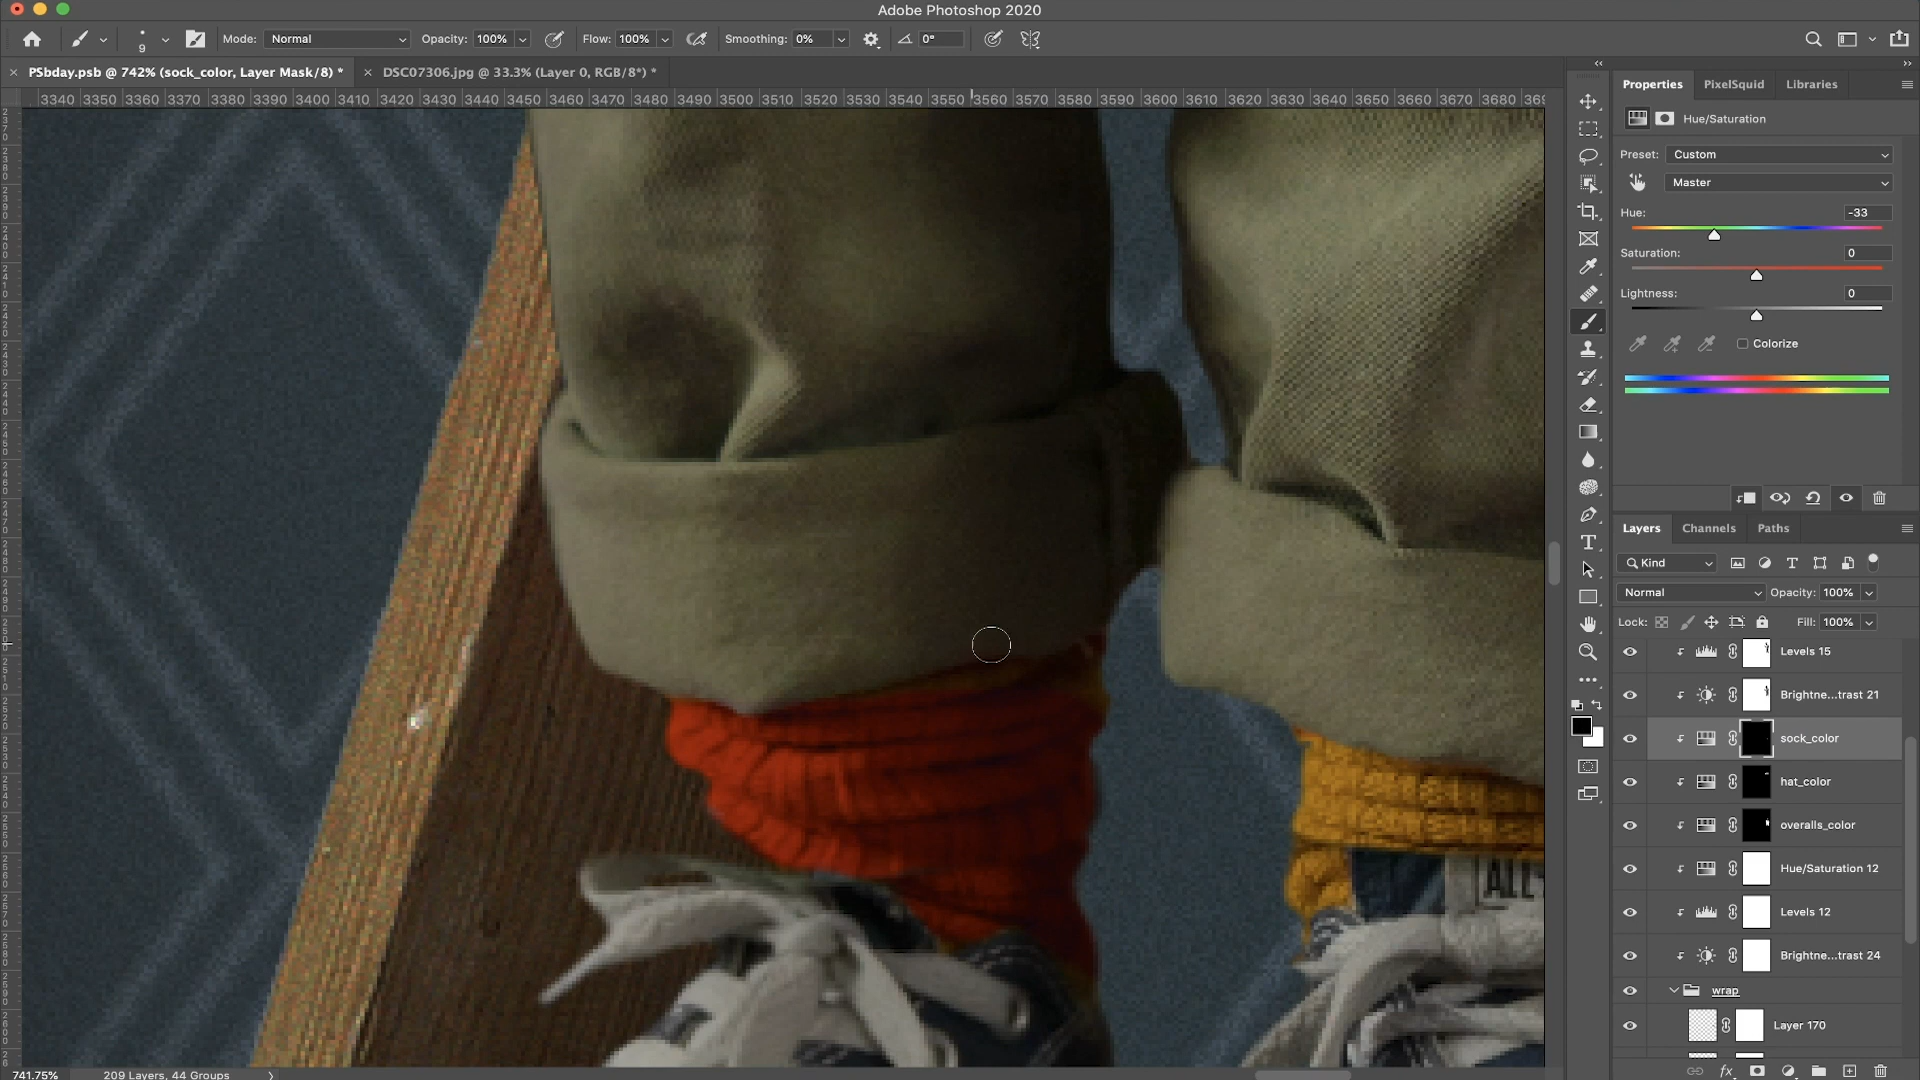 Adobe Photoshop 2020
9 Mode: Normal Opacity: 100% Flow: 100% Smoothing: 0% 0°
PSbday.psb @ 742% (sock_color, Layer Mask/8) * DSC07306.jpg @ 33.3% (Layer 0, RGB/8*) *
3340 3350 3360 3370 3380 3390 3400 3410 3420 3430 3440 3450 3460 3470 3480 3490 3500 3510 3520 3530 3540 3550 3560 3570 3580 3590 3600 3610 3620 3630 3640 3650 3660 3670 3680 369
Properties PixelSquid Libraries
Hue/Saturation
Preset: Custom
Master
Hue: -33
Saturation: 0
Lightness: 0
Colorize
Layers Channels Paths
Kind
Normal Opacity: 100%
Lock: Fill: 100%
Levels 15
Brightne...trast 21
sock_color
hat_color
overalls_color
Hue/Saturation 12
Levels 12
Brightne...trast 24
wrap
Layer 170
ALL
741.75% 209 Layers, 44 Groups
fx